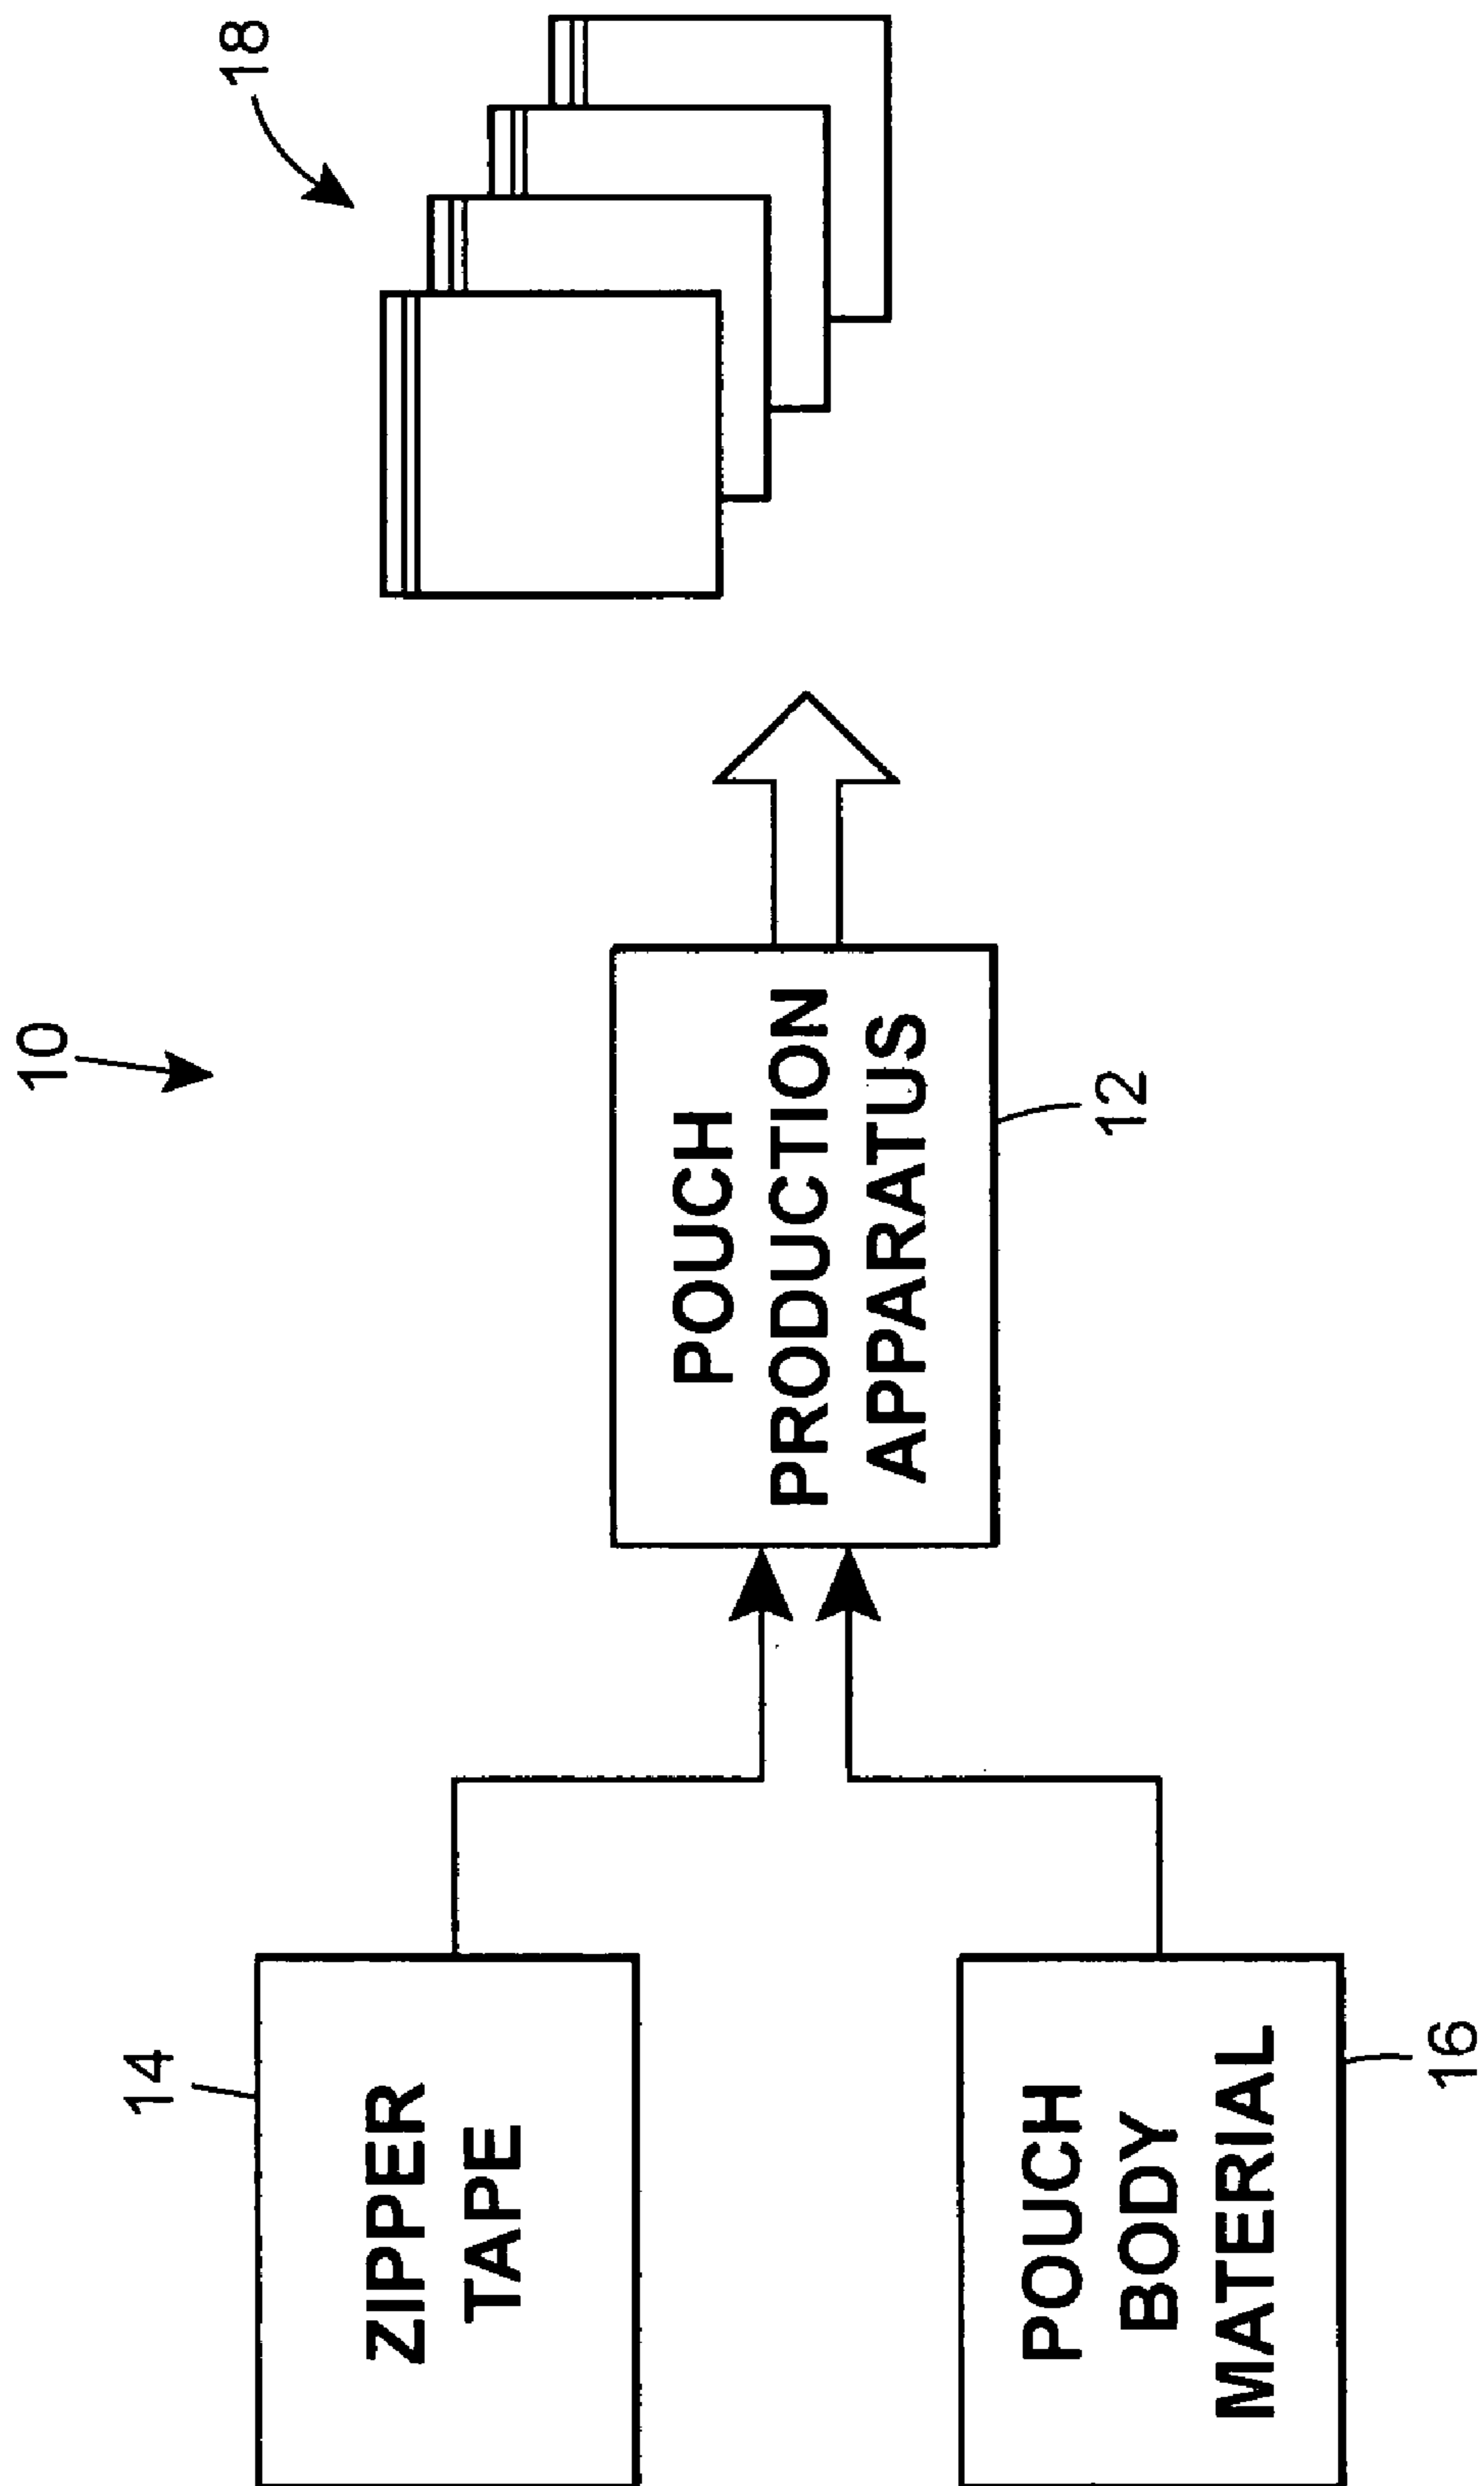 10
18
14
ZIPPER
TAPE
POUCH
PRODUCTION
APPARATUS
12
POUCH
BODY
MATERIAL
16